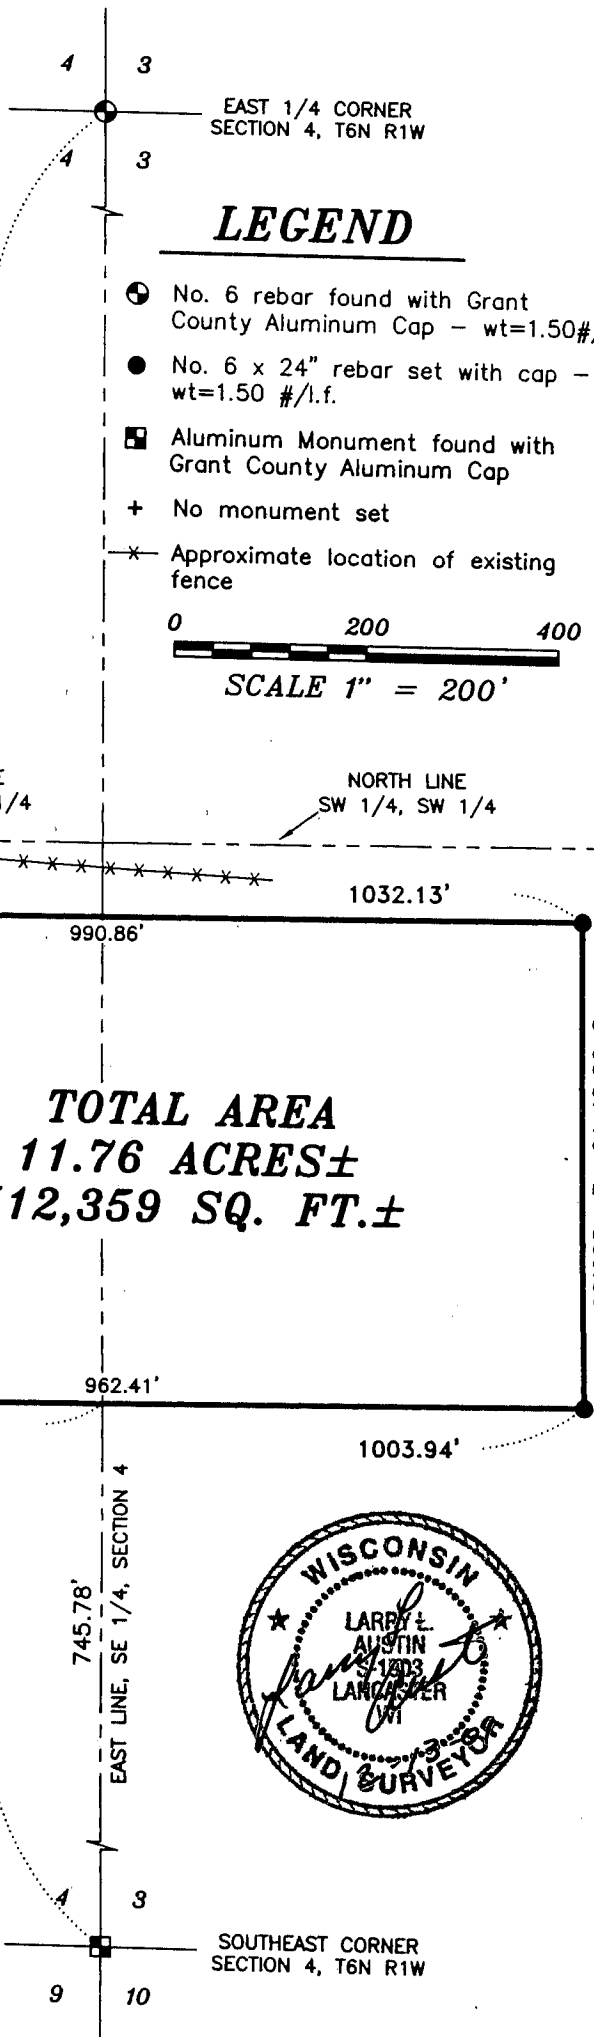 4 3
EAST 1/4 CORNER
SECTION 4, T6N R1W
4 3
LEGEND
No. 6 rebar found with Grant
County Aluminum Cap - wt=1.50#/
No. 6 x 24" rebar set with cap -
wt=1.50 #/l.f.
Aluminum Monument found with
Grant County Aluminum Cap
+ No monument set
Approximate location of existing
fence
0 200 400
SCALE 1" = 200'
NORTH LINE
SW 1/4, SW 1/4
/4
1032.13'
990.86'
TOTAL AREA
11.76 ACRES±
12,359 SQ. FT.±
962.41'
1003.94'
745.78'
EAST LINE, SE 1/4, SECTION 4
WISCONSIN
LARRY L.
AUSTIN
S-1503
LANCASTER
WI
LAND SURVEYOR
4 3
SOUTHEAST CORNER
SECTION 4, T6N R1W
9 10